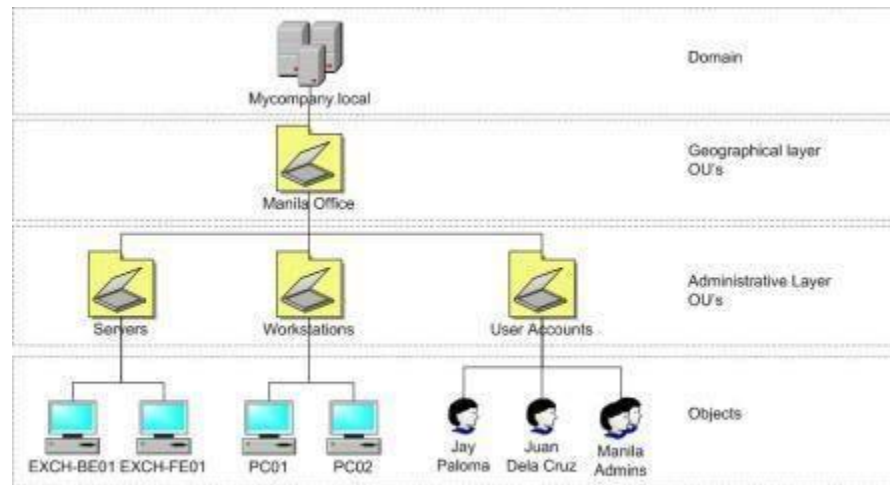 Domain
Mycompany.local
Geographical layer
OU's
Manila Office
Administrative Layer
OU's
Servers
Workstations
User Accounts
Objects
EXCH-BE01
EXCH-FE01
PC01
PC02
Jay
Paloma
Juan
Dela Cruz
Manila
Admins